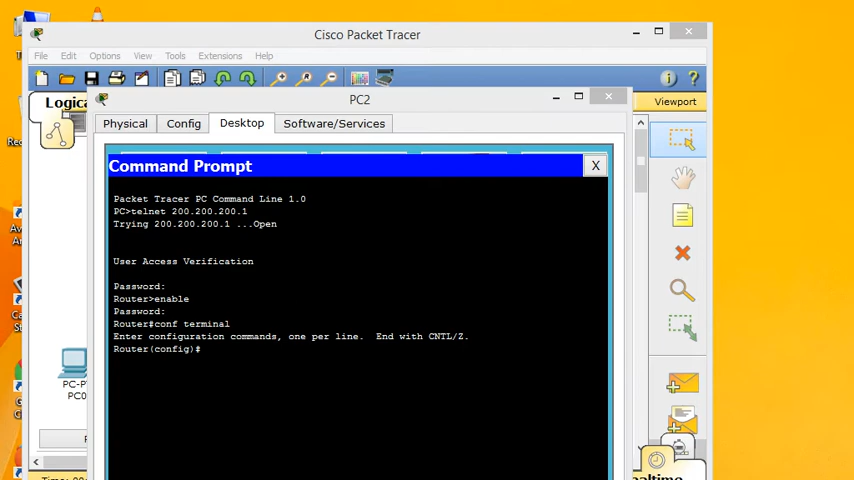 Cisco Packet Tracer
File Edit View Tools Extensions Help
Logica
PC2
Viewport
Physical Config Desktop Software/Services
Command Prompt
X
Packet Tracer PC Command Line 1.0
PC>telnet 200.200.200.1
Trying 200.200.200.1 ...Open
User Access Verification
Password:
Router>enable
Password:
Router#conf terminal
Enter configuration commands, one per line.  End with CNTL/Z.
Router(config)#
PC-P
PC0